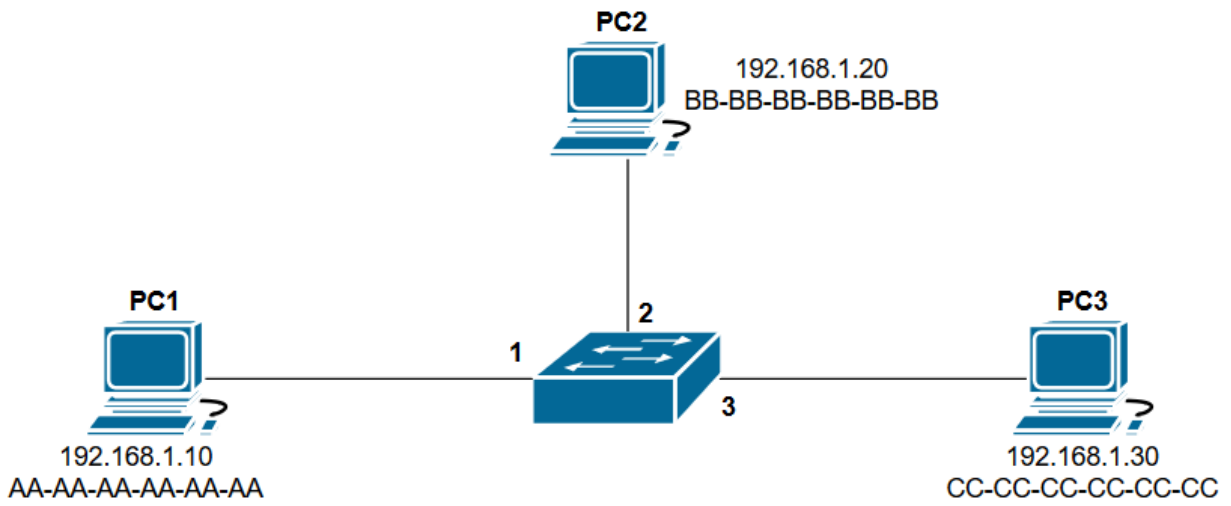 PC2
192.168.1.20
BB-BB-BB-BB-BB-BB
PC1
2
PC3
1
3
192.168.1.10
AA-AA-AA-AA-AA-AA
192.168.1.30
CC-CC-CC-CC-CC-CC